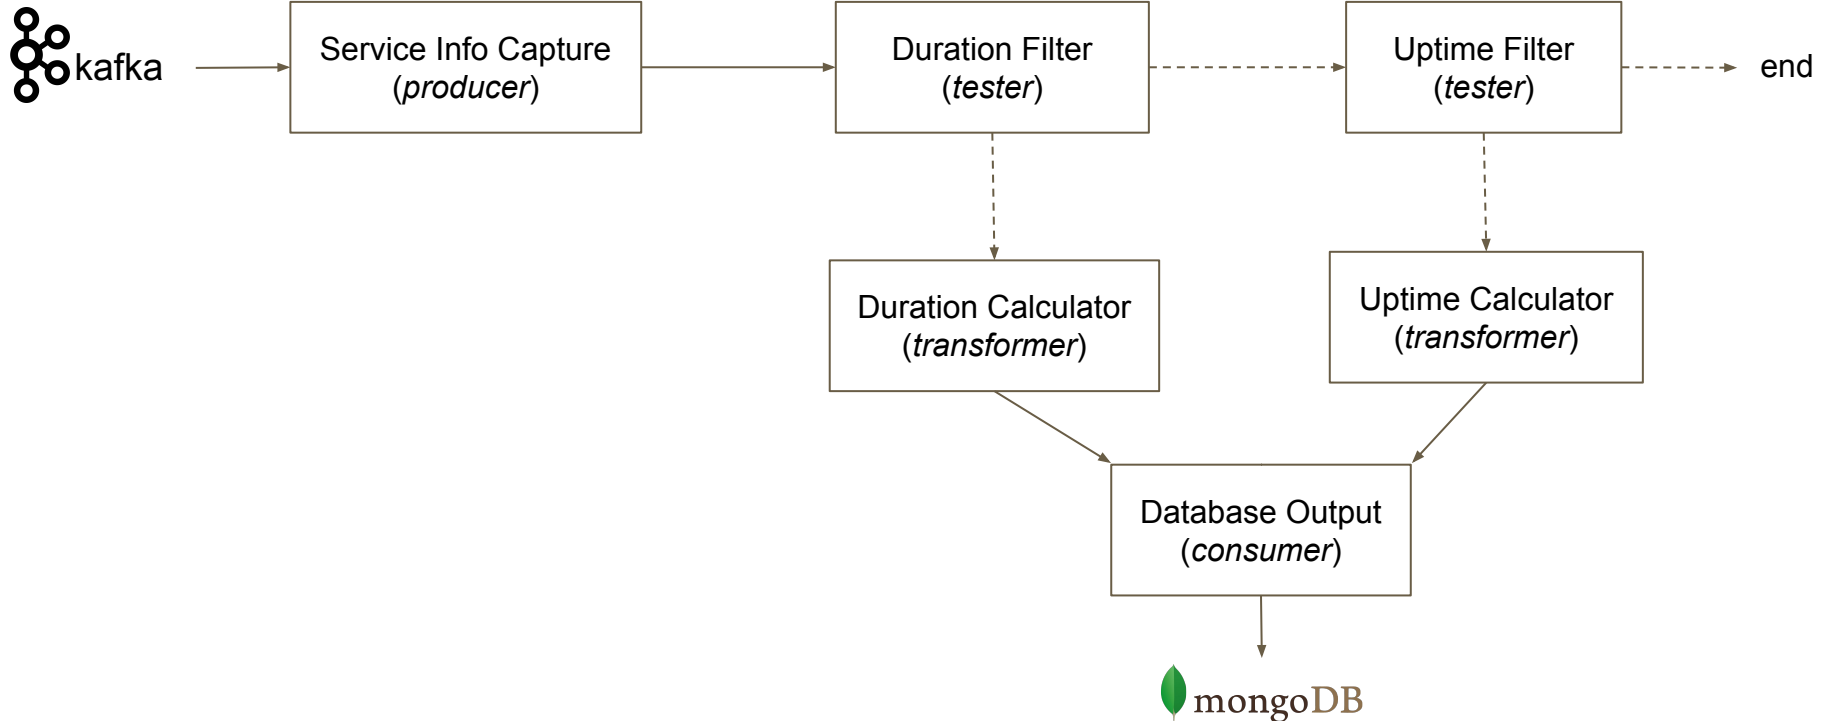 kafka
Service Info Capture
(producer)
Duration Filter
(tester)
Uptime Filter
(tester)
end
Duration Calculator
(transformer)
Uptime Calculator
(transformer)
Database Output
(consumer)
mongoDB